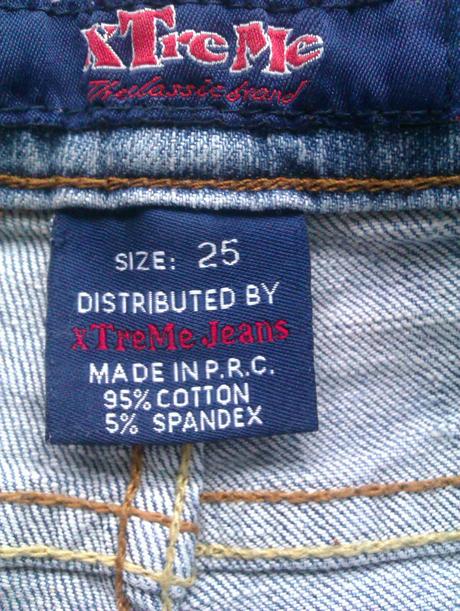 xTreMe
The classic brand
SIZE: 25
DISTRIBUTED BY
xTreMe Jeans
MADE IN P.R.C.
95% COTTON
5% SPANDEX